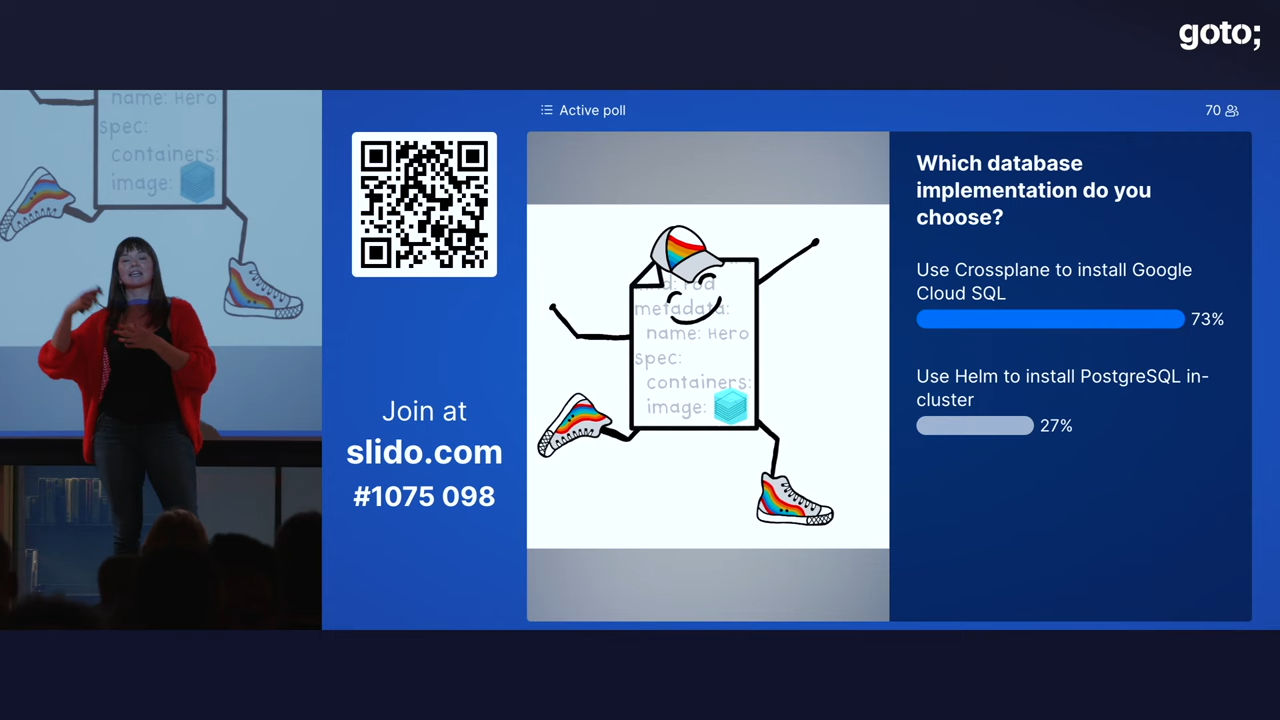 goto;
name: Hero
spec:
containers:
image:
Join at
slido.com
#1075 098
Active poll
70
metadata:
name: Hero
spec:
containers:
image:
Which database
implementation do you
choose?
Use Crossplane to install Google
Cloud SQL
73%
Use Helm to install PostgreSQL in-
cluster
27%